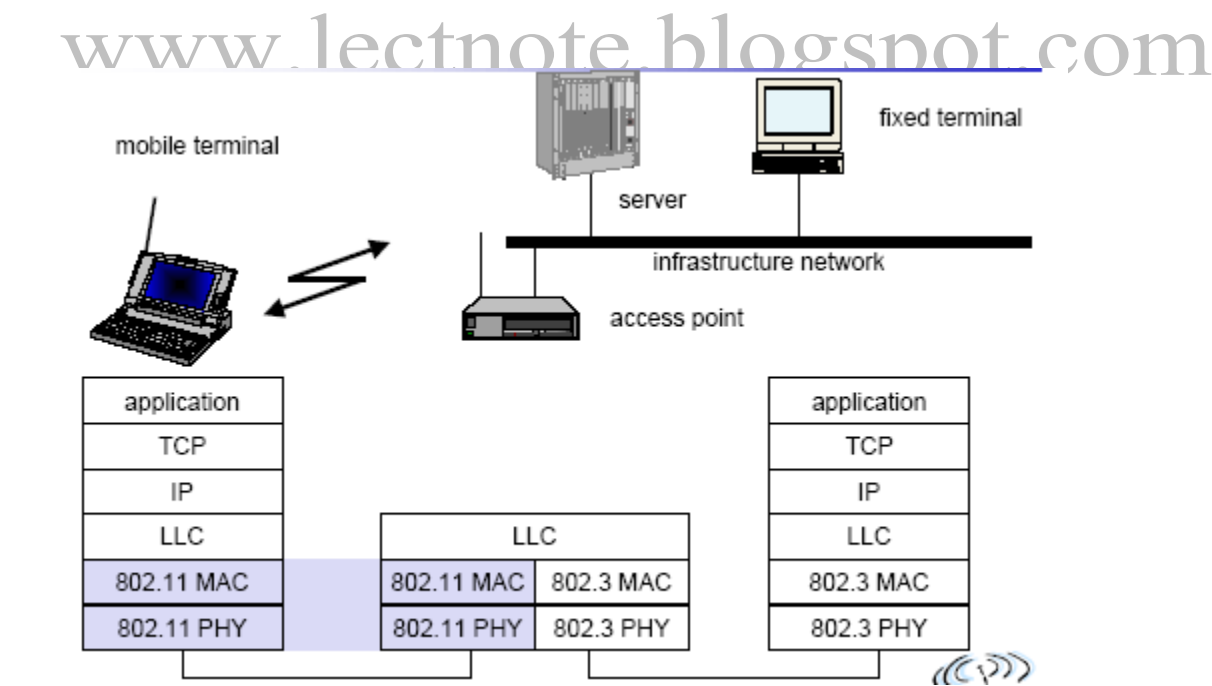 www.lectnote.blogspot.com
mobile terminal
fixed terminal
server
infrastructure network
access point
application
TCP
IP
LLC
802.11 MAC
802.11 PHY
LLC
802.11 MAC
802.3 MAC
802.11 PHY
802.3 PHY
application
TCP
IP
LLC
802.3 MAC
802.3 PHY